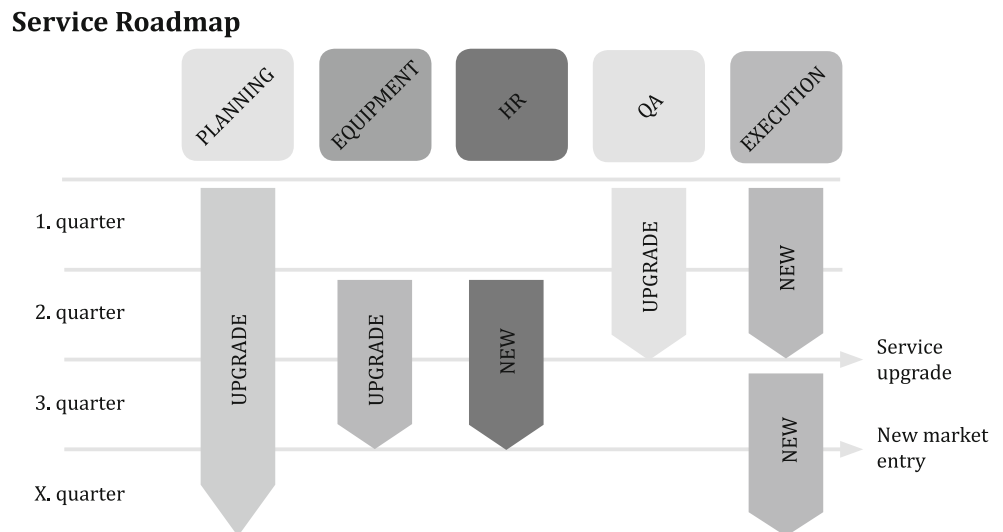 Service Roadmap
PLANNING
EQUIPMENT
HR
QA
EXECUTION
1. quarter
UPGRADE
NEW
2. quarter
UPGRADE
UPGRADE
NEW
Service
upgrade
3. quarter
NEW
New market
entry
X. quarter